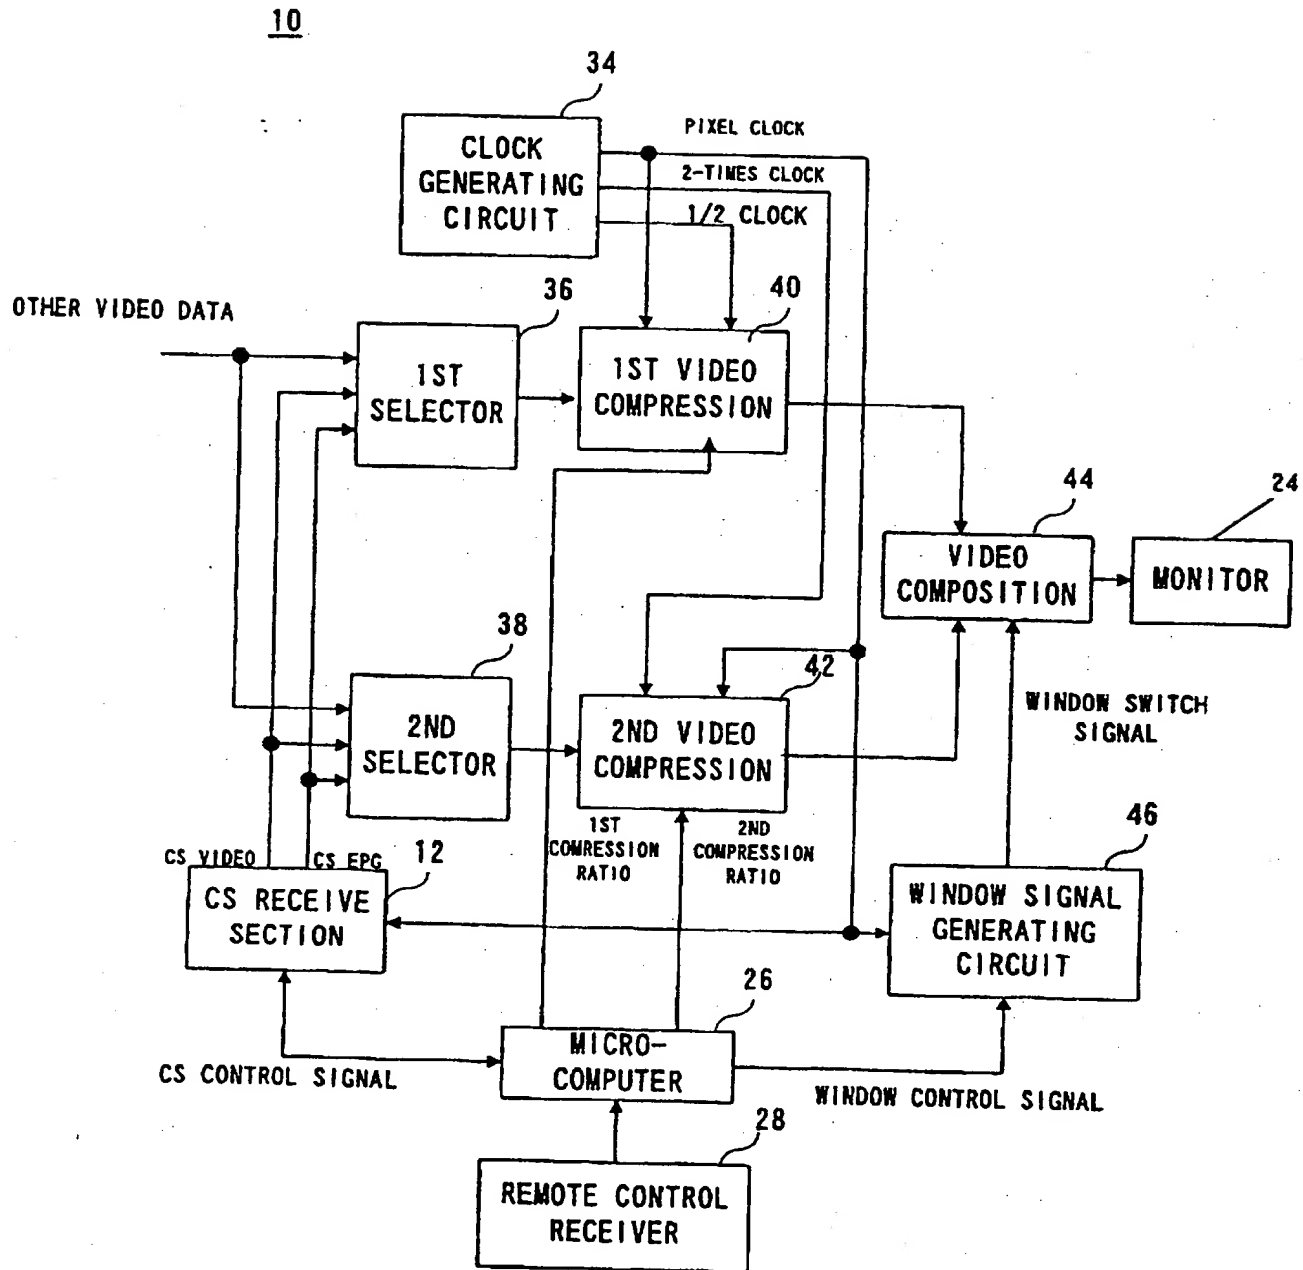 10
34
CLOCK
GENERATING
CIRCUIT
PIXEL CLOCK
2-TIMES CLOCK
1/2 CLOCK
OTHER VIDEO DATA
36
1ST
SELECTOR
40
1ST VIDEO
COMPRESSION
44
VIDEO
COMPOSITION
24
MONITOR
38
2ND
SELECTOR
42
2ND VIDEO
COMPRESSION
WINDOW SWITCH
SIGNAL
1ST
COMRESSION
RATIO
2ND
COMPRESSION
RATIO
CS VIDEO
CS EPG
12
CS RECEIVE
SECTION
46
WINDOW SIGNAL
GENERATING
CIRCUIT
26
MICRO-
COMPUTER
CS CONTROL SIGNAL
WINDOW CONTROL SIGNAL
28
REMOTE CONTROL
RECEIVER